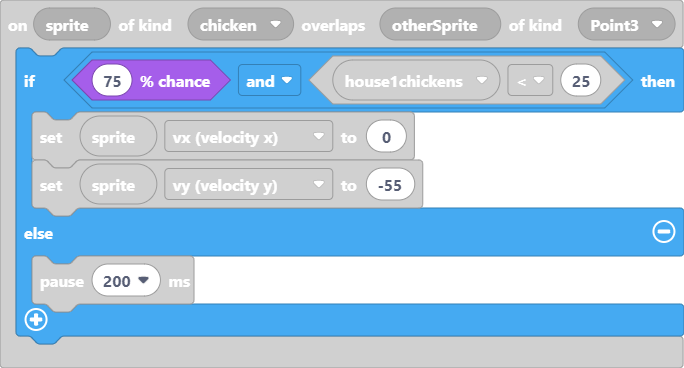 on sprite of kind chicken overlaps otherSprite of kind Point3
if 75 % chance and house1chickens < 25 then
set sprite vx (velocity x) to 0
set sprite vy (velocity y) to -55
else
pause 200 ms